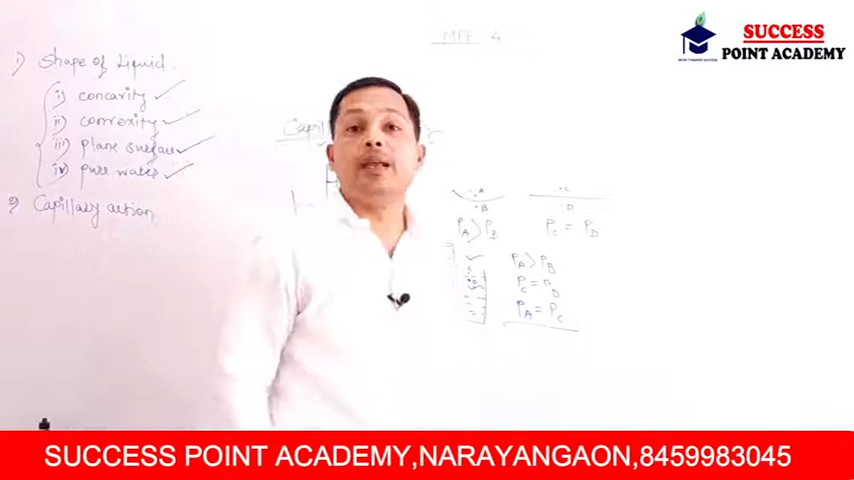 MPF 4
SUCCESS
POINT ACADEMY
1) Shape of Liquid.
i) concavity ✓
ii) convexity ✓
iii) plane surface ✓
iv) pure water ✓
2) Capillary action
.A
.B
PA > PB
.C
.D
PC = PD
PA > PB
PC = PD
PA = PC
SUCCESS POINT ACADEMY,NARAYANGAON,8459983045